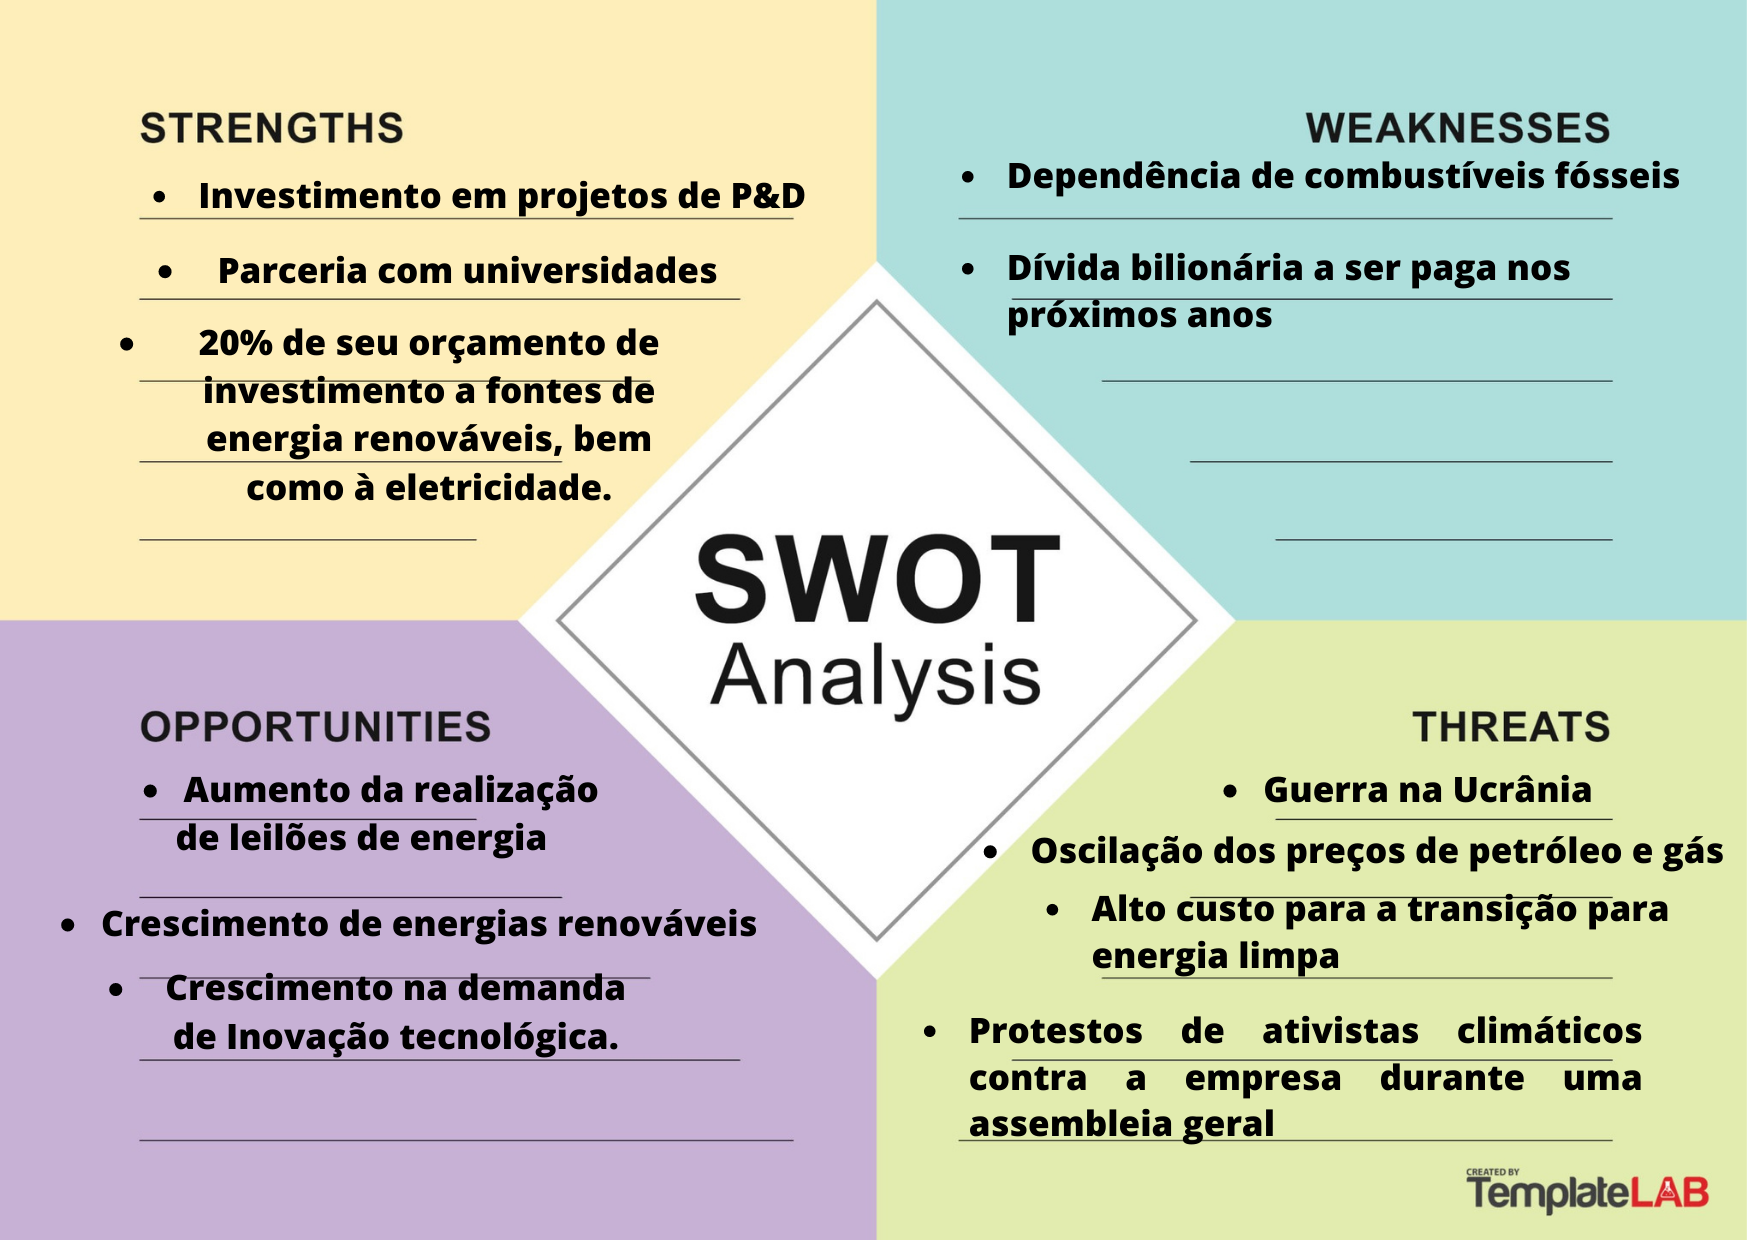 STRENGTHS
• Investimento em projetos de P&D
• Parceria com universidades
• 20% de seu orçamento de
investimento a fontes de
energia renováveis, bem
como à eletricidade.
WEAKNESSES
• Dependência de combustíveis fósseis
• Dívida bilionária a ser paga nos
próximos anos
SWOT
Analysis
OPPORTUNITIES
• Aumento da realização
de leilões de energia
• Crescimento de energias renováveis
• Crescimento na demanda
de Inovação tecnológica.
THREATS
• Guerra na Ucrânia
• Oscilação dos preços de petróleo e gás
• Alto custo para a transição para
energia limpa
• Protestos de ativistas climáticos
contra a empresa durante uma
assembleia geral
CREATED BY
TemplateLAB